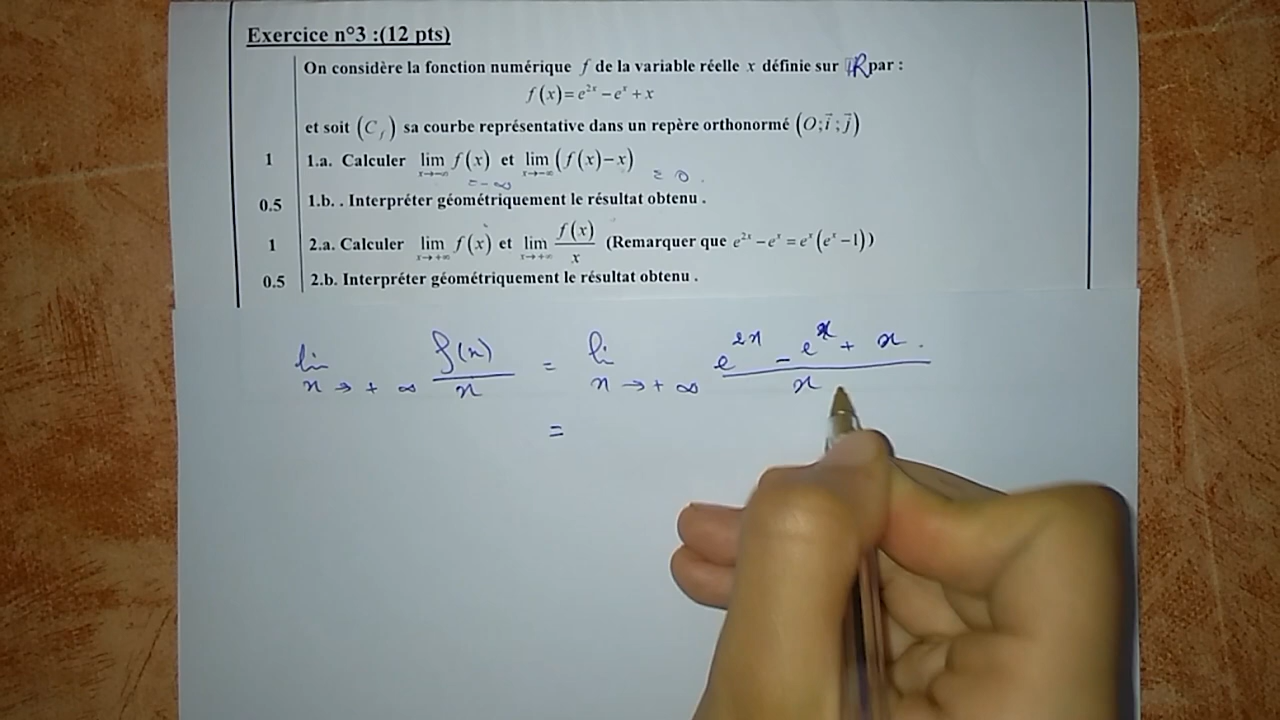 Exercice n°3 :(12 pts)
On considère la fonction numérique f de la variable réelle x définie sur ℝ par :
f(x)=e^{2x} − e^{x} + x
et soit (C_f) sa courbe représentative dans un repère orthonormé (O;i⃗;j⃗)
1 1.a. Calculer lim_{x→−∞} f(x) et lim_{x→−∞} (f(x)−x)
=−∞ = 0
0.5 1.b. . Interpréter géométriquement le résultat obtenu .
1 2.a. Calculer lim_{x→+∞} f(x) et lim_{x→+∞} f(x)/x (Remarquer que e^{2x} − e^{x} = e^{x}(e^{x} −1))
0.5 2.b. Interpréter géométriquement le résultat obtenu .
lim_{x→+∞} f(x)/x = li_{x→+∞} (e^{2x} − e^{x} + x)/x
=